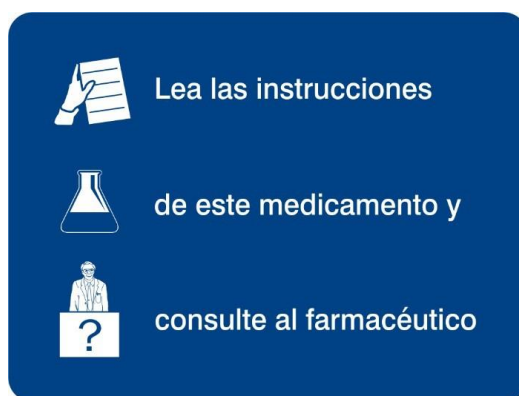 Lea las instrucciones
de este medicamento y
?
consulte al farmacéutico